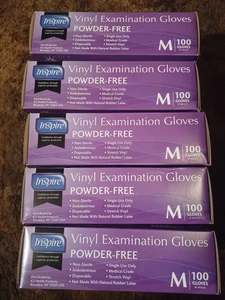 inspire
Vinyl Examination Gloves
POWDER-FREE
M 100
GLOVES
• Non-Sterile
• Ambidextrous
• Disposable
• Single Use Only
• Medical Grade
• Stretch Vinyl
• Not Made With Natural Rubber Latex
inspire
Vinyl Examination Gloves
POWDER-FREE
M 100
GLOVES
• Non-Sterile
• Ambidextrous
• Disposable
• Single Use Only
• Medical Grade
• Stretch Vinyl
• Not Made With Natural Rubber Latex
inspire
Vinyl Examination Gloves
POWDER-FREE
M 100
GLOVES
• Non-Sterile
• Ambidextrous
• Disposable
• Single Use Only
• Medical Grade
• Stretch Vinyl
• Not Made With Natural Rubber Latex
inspire
Vinyl Examination Gloves
POWDER-FREE
M 100
GLOVES
• Non-Sterile
• Ambidextrous
• Disposable
• Single Use Only
• Medical Grade
• Stretch Vinyl
• Not Made With Natural Rubber Latex
inspire
Vinyl Examination Gloves
POWDER-FREE
M 100
GLOVES
• Non-Sterile
• Ambidextrous
• Disposable
• Single Use Only
• Medical Grade
• Stretch Vinyl
• Not Made With Natural Rubber Latex